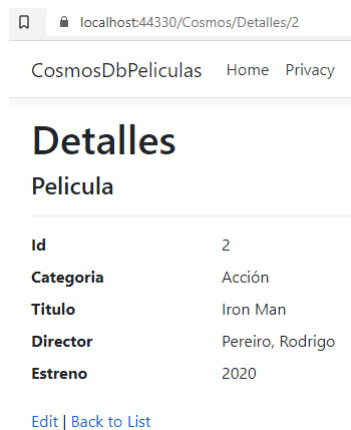 localhost:44330/Cosmos/Detalles/2
CosmosDbPeliculas Home Privacy
Detalles
Pelicula
Id 2
Categoria Acción
Titulo Iron Man
Director Pereiro, Rodrigo
Estreno 2020
Edit | Back to List